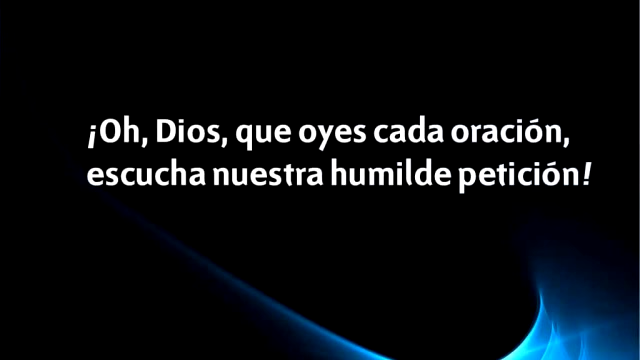 ¡Oh, Dios, que oyes cada oración,
escucha nuestra humilde petición!